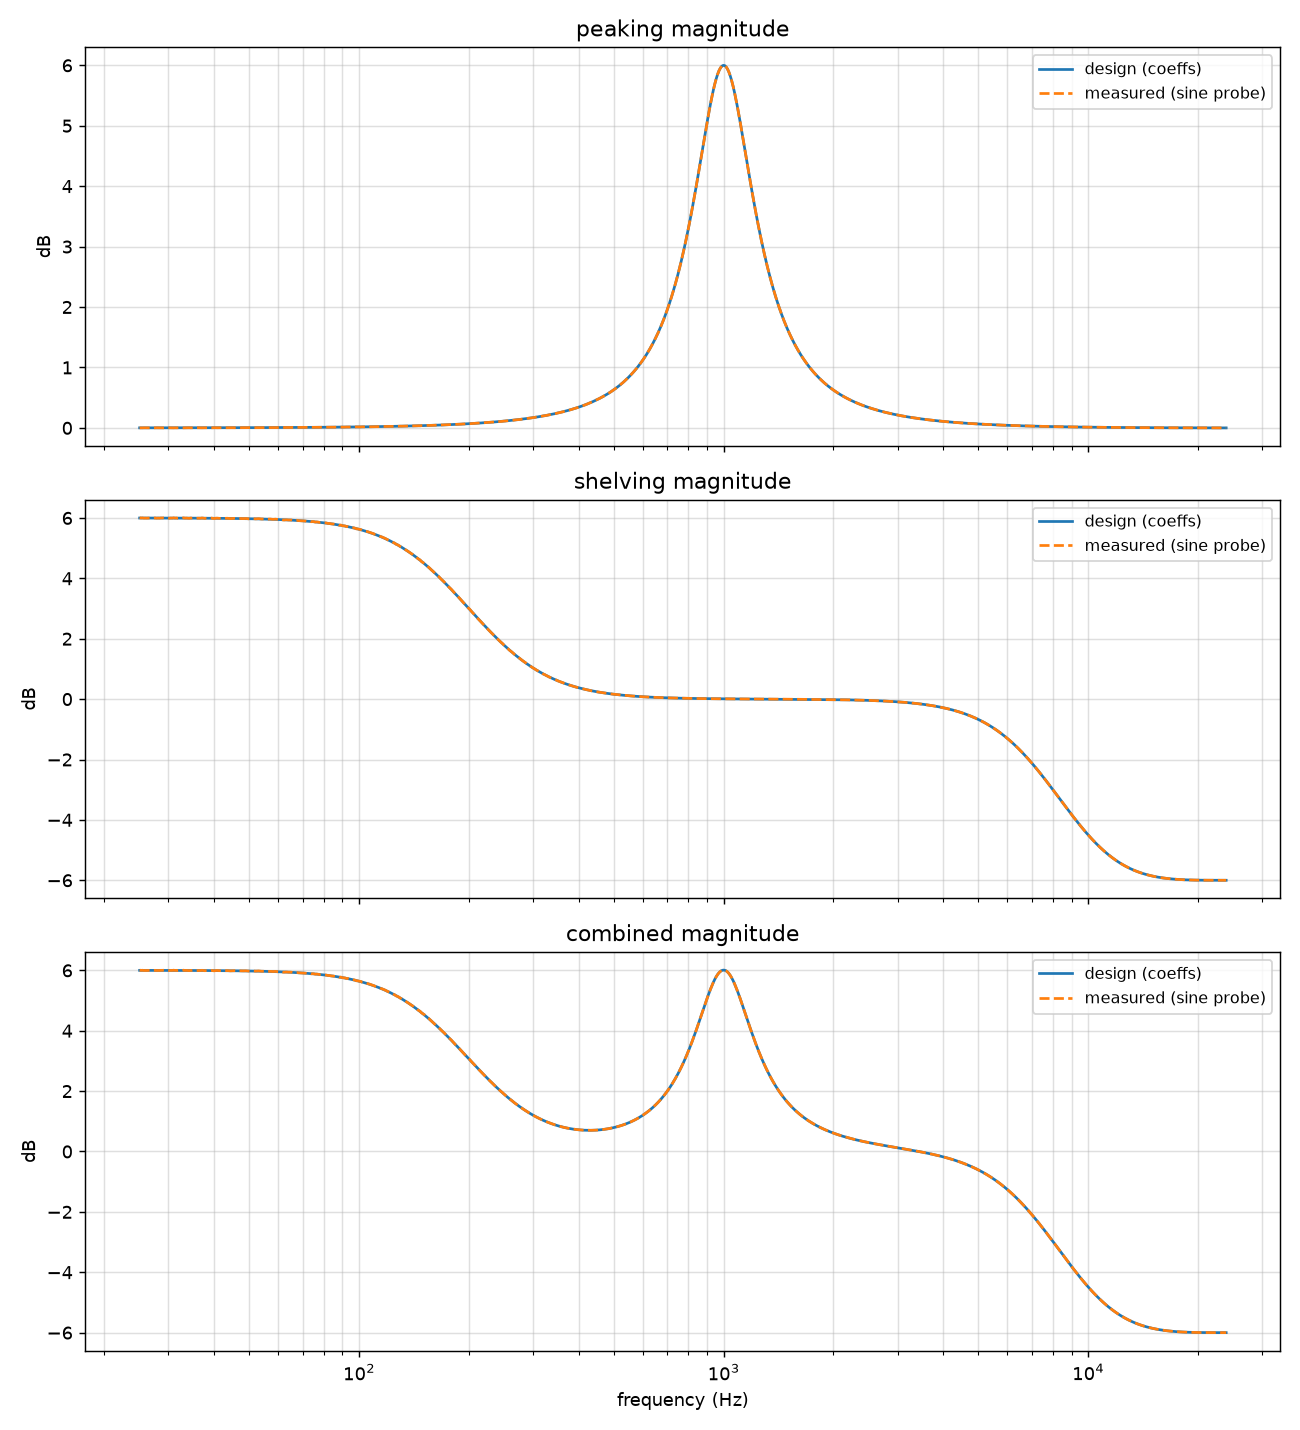 peaking magnitude
6
5
4
3
2
1
0
dB
design (coeffs)
measured (sine probe)
shelving magnitude
6
4
2
0
−2
−4
−6
dB
design (coeffs)
measured (sine probe)
combined magnitude
6
4
2
0
−2
−4
−6
dB
design (coeffs)
measured (sine probe)
10² 10³ 10⁴
frequency (Hz)